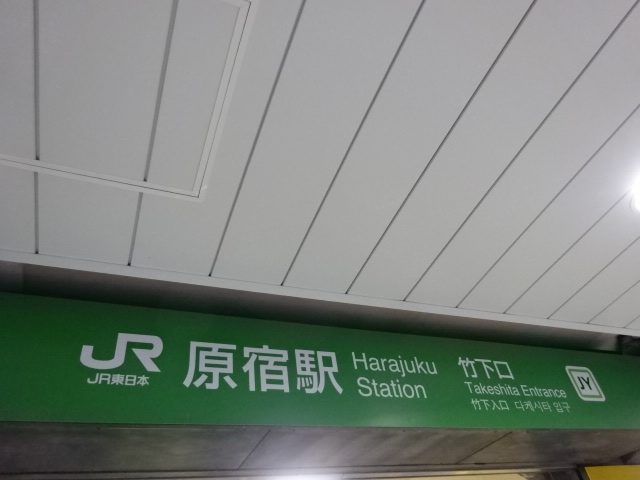 JR
JR東日本
原宿駅
Harajuku
Station
竹下口
Takeshita Entrance
竹下入口 다케시타 입구
JY